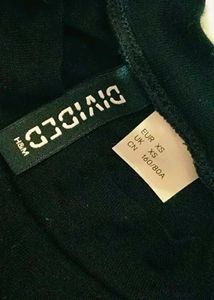 DIVIDED
H&M
EUR XS
UK XS
CN 160/80A